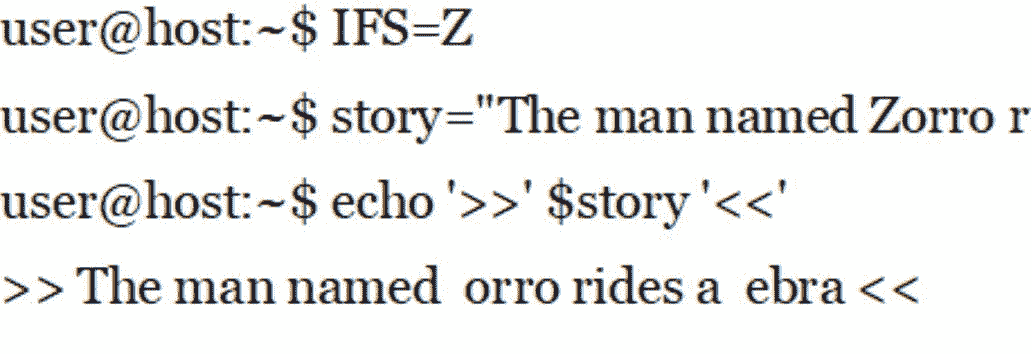 user@host:~$ IFS=Z
user@host:~$ story="The man named Zorro r
user@host:~$ echo '>>' $story '<<'
>> The man named  orro rides a  ebra <<